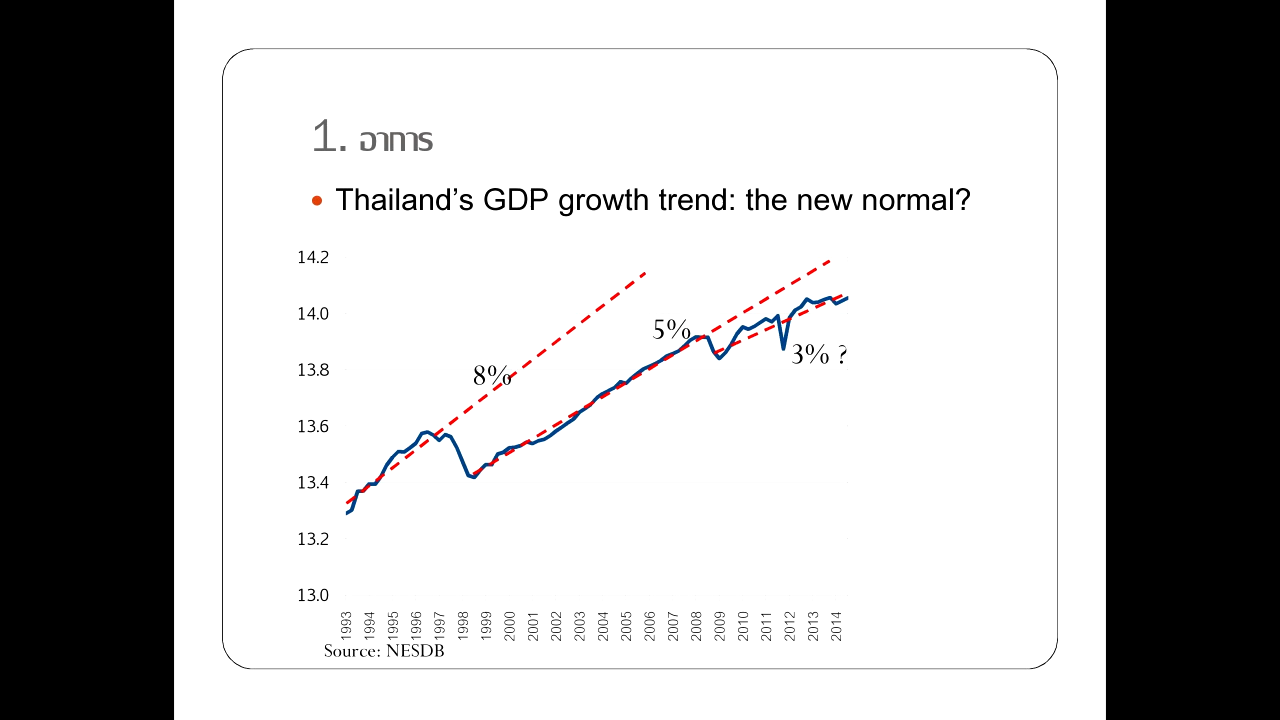 1. อาการ
Thailand's GDP growth trend: the new normal?
14.2
14.0
13.8
13.6
13.4
13.2
13.0
8%
5%
3% ?
1993 1994 1995 1996 1997 1998 1999 2000 2001 2002 2003 2004 2005 2006 2007 2008 2009 2010 2011 2012 2013 2014
Source: NESDB